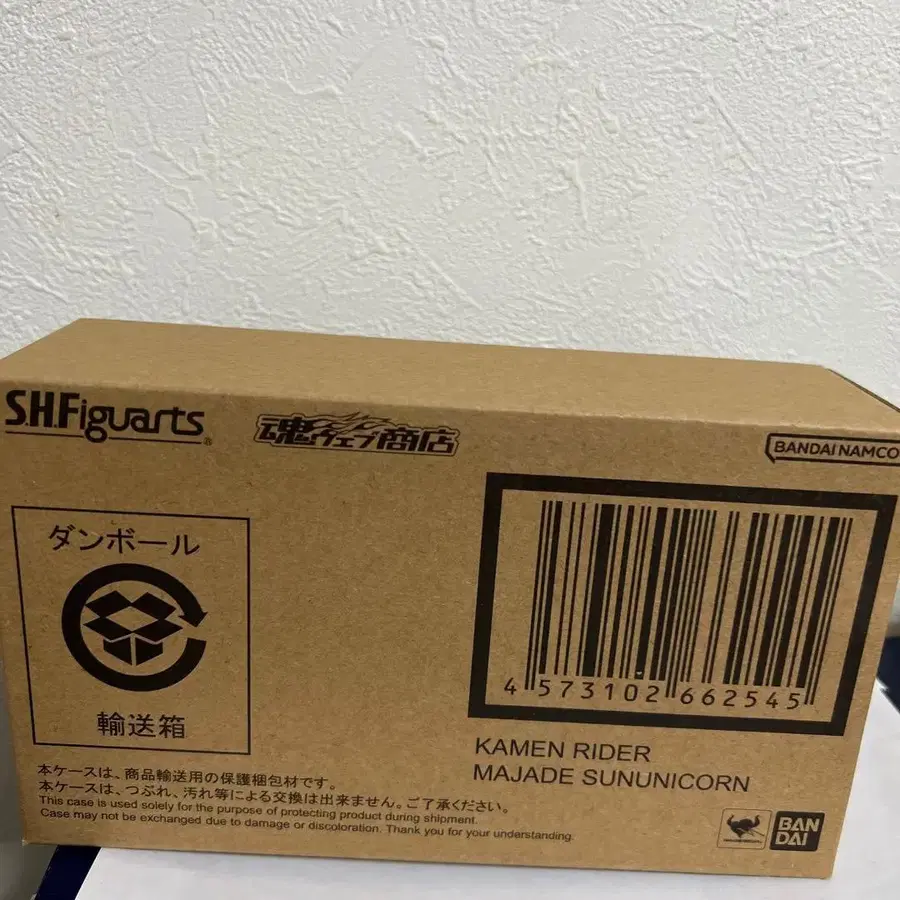 S.H.Figuarts
魂ウェブ商店
BANDAI NAMCO
ダンボール
輸送箱
4 573102 662545
KAMEN RIDER
MAJADE SUNUNICORN
本ケースは、商品輸送用の保護梱包材です。
本ケースは、つぶれ、汚れ等による交換は出来ません。ご了承ください。
This case is used solely for the purpose of protecting product during shipment.
Case may not be exchanged due to damage or discoloration. Thank you for your understanding.
BAN
DAI